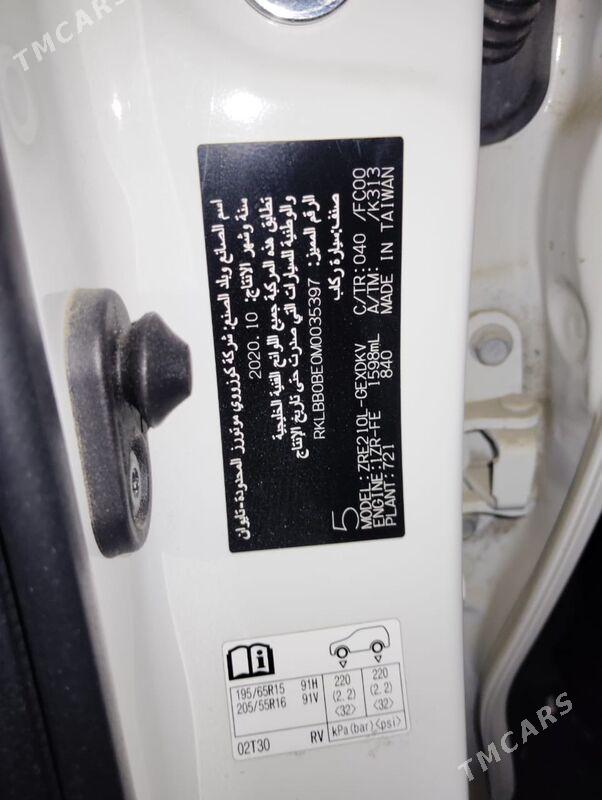 TMCARS
اسم الصانع وبلد الصنع: شركة كوزوي موتورز المحدودة-تايوان
سنة وشهر الإنتاج: 2020.10
تطابق هذه المركبة جميع اللوائح الفنية الخليجية
والوطنية للسيارات التي صدرت حتى تاريخ الإنتاج
الرقم المميز: RKLBB0BE0M0035397
صنف:سيارة ركاب
5
MODEL:ZRE210L-GEXDKV C/TR:040 /FC00
ENGINE:1ZR-FE 1598mL A/TM: /K313
PLANT:721 840 MADE IN TAIWAN
195/65R15 91H 220 220
205/55R16 91V (2.2) (2.2)
<32> <32>
02T30 RV kPa(bar)<psi>
TMCARS